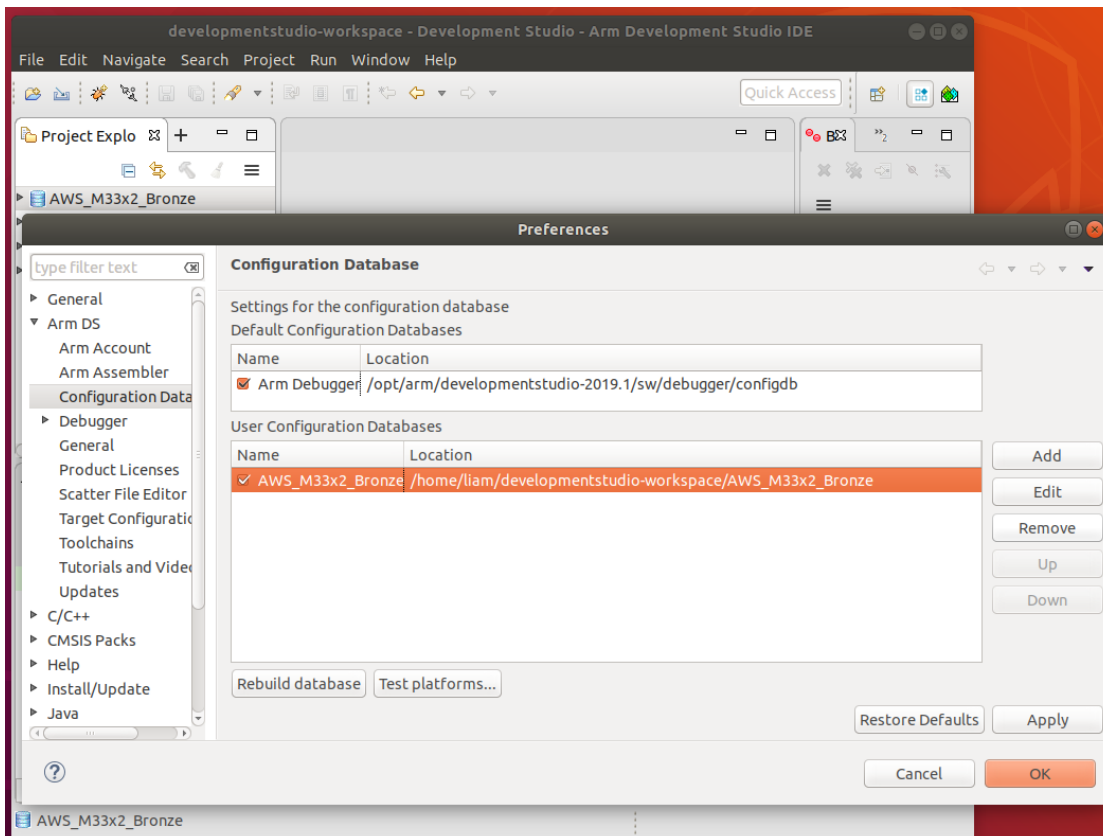 developmentstudio-workspace - Development Studio - Arm Development Studio IDE
File Edit Navigate Search Project Run Window Help
Quick Access
Project Explo
B
2
AWS_M33x2_Bronze
Preferences
type filter text
General
Arm DS
Arm Account
Arm Assembler
Configuration Data
Debugger
General
Product Licenses
Scatter File Editor
Target Configuratio
Toolchains
Tutorials and Video
Updates
C/C++
CMSIS Packs
Help
Install/Update
Java
Configuration Database
Settings for the configuration database
Default Configuration Databases
Name Location
Arm Debugger /opt/arm/developmentstudio-2019.1/sw/debugger/configdb
User Configuration Databases
Name Location
AWS_M33x2_Bronze /home/liam/developmentstudio-workspace/AWS_M33x2_Bronze
Add
Edit
Remove
Up
Down
Rebuild database Test platforms...
Restore Defaults Apply
Cancel OK
AWS_M33x2_Bronze